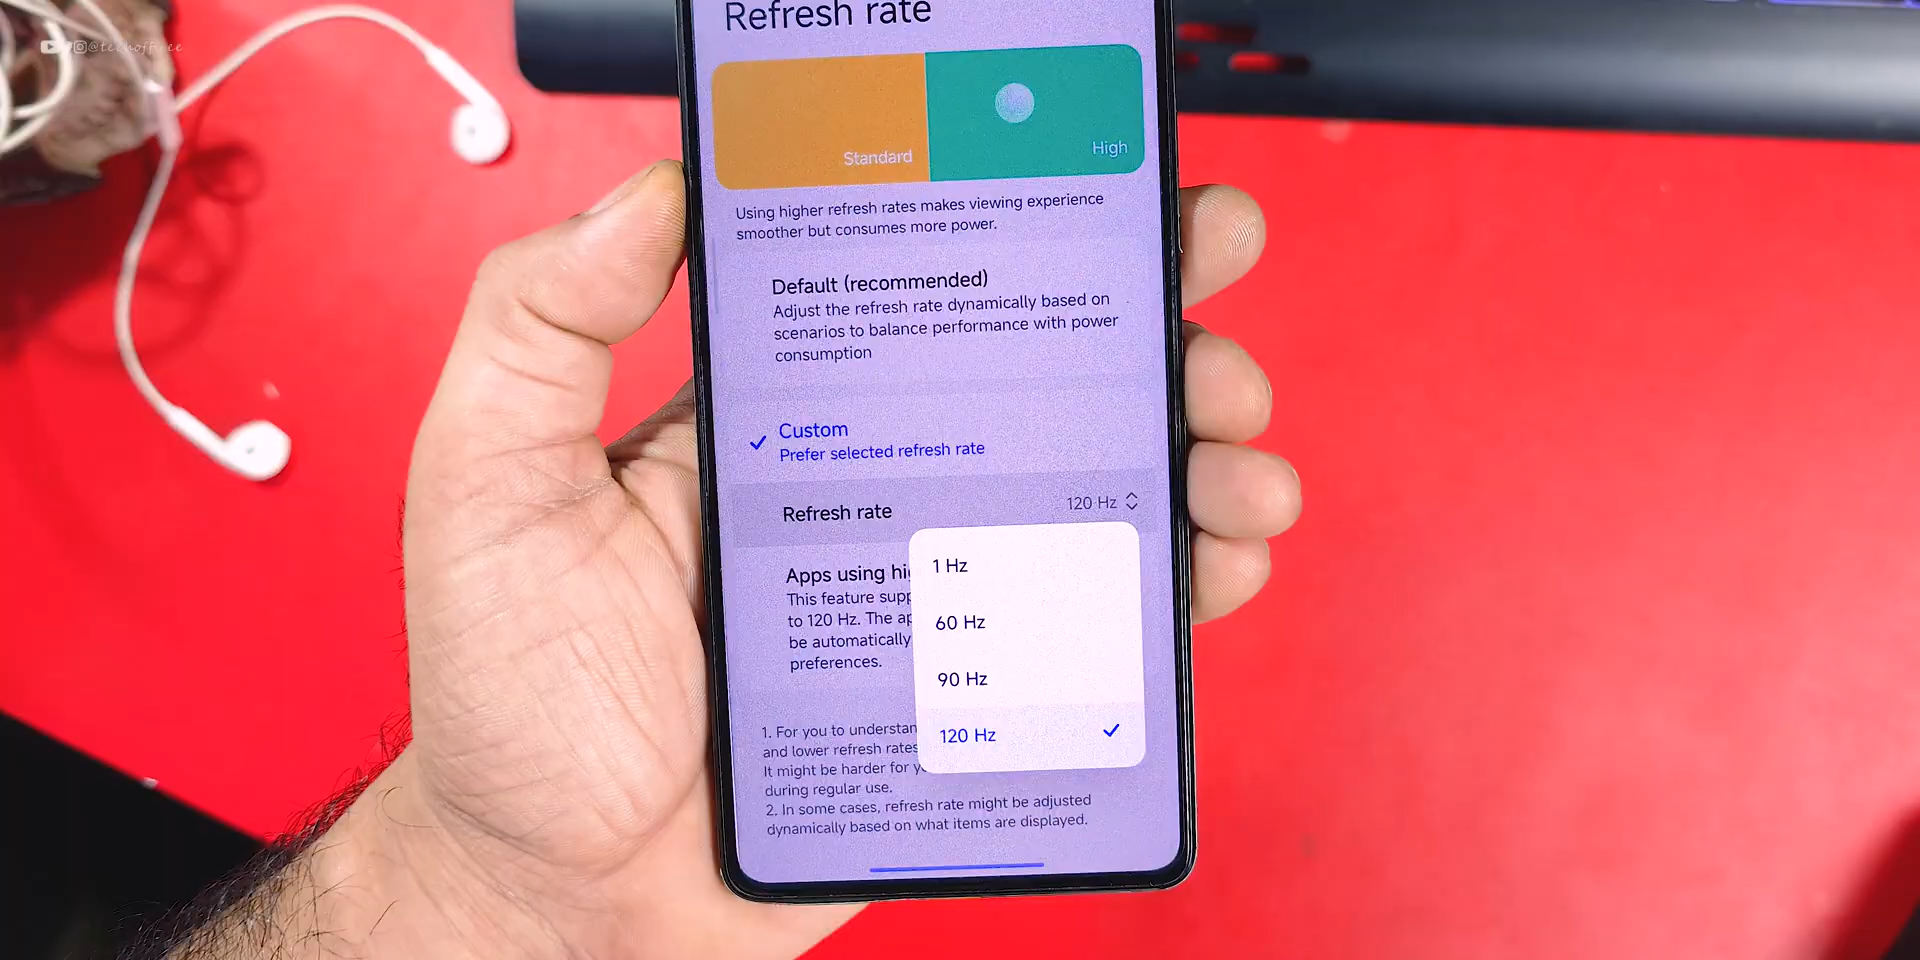 @techoffice
Refresh rate
Standard
High
Using higher refresh rates makes viewing experience
smoother but consumes more power.
Default (recommended)
Adjust the refresh rate dynamically based on
scenarios to balance performance with power
consumption
Custom
Prefer selected refresh rate
Refresh rate
120 Hz
1 Hz
60 Hz
90 Hz
120 Hz
Apps using hi
This feature supp
to 120 Hz. The ap
be automatically
preferences.
1. For you to understan
and lower refresh rates
It might be harder for y
during regular use.
2. In some cases, refresh rate might be adjusted
dynamically based on what items are displayed.